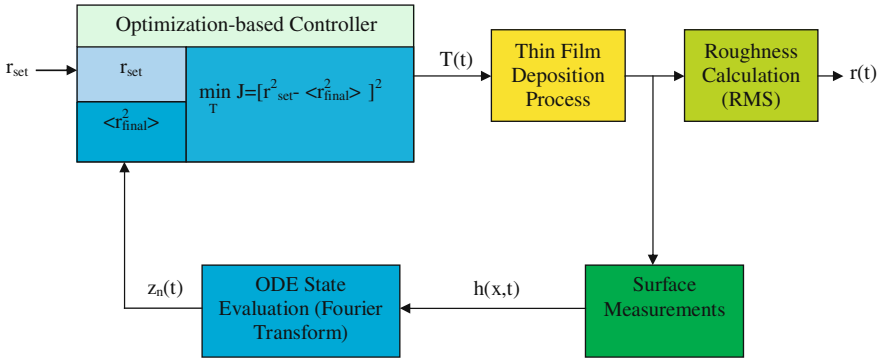 Optimization-based Controller
r_set
r_set
<r²_final>
min J=[r²_set- <r²_final> ]²
T
T(t)
Thin Film
Deposition
Process
Roughness
Calculation
(RMS)
r(t)
z_n(t)
ODE State
Evaluation (Fourier
Transform)
h(x,t)
Surface
Measurements